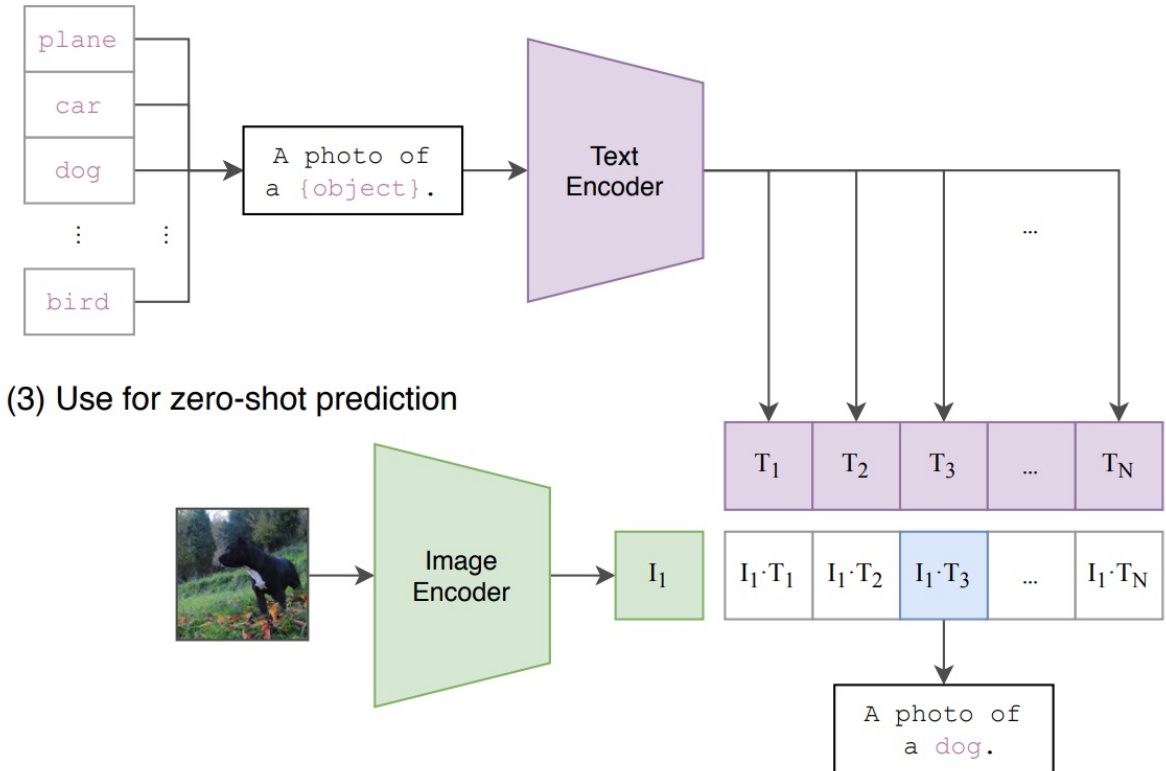 plane
car
dog
⋮ ⋮
bird
A photo of
a {object}.
Text
Encoder
...
(3) Use for zero-shot prediction
T1 T2 T3 ... TN
Image
Encoder
I1
I1·T1 I1·T2 I1·T3 ... I1·TN
A photo of
a dog.